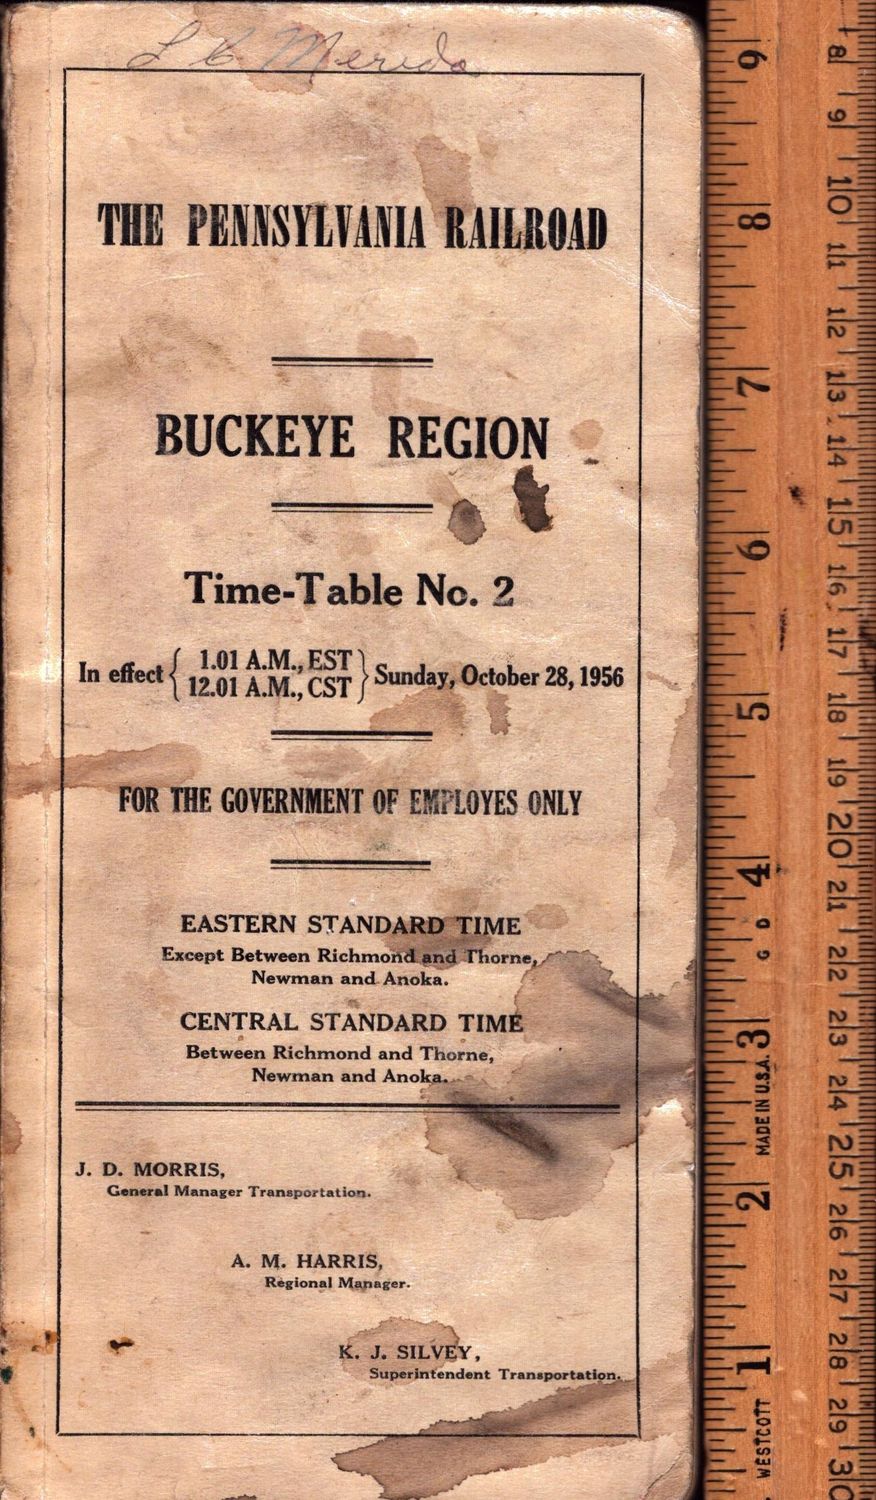 L C Merida
THE PENNSYLVANIA RAILROAD
BUCKEYE REGION
Time-Table No. 2
In effect { 1.01 A.M., EST
12.01 A.M., CST } Sunday, October 28, 1956
FOR THE GOVERNMENT OF EMPLOYES ONLY
EASTERN STANDARD TIME
Except Between Richmond and Thorne,
Newman and Anoka.
CENTRAL STANDARD TIME
Between Richmond and Thorne,
Newman and Anoka.
J. D. MORRIS,
General Manager Transportation.
A. M. HARRIS,
Regional Manager.
K. J. SILVEY,
Superintendent Transportation.
9
8
7
6
5
4
G D
3
MADE IN U.S.A.
2
1
WESTCOTT
8
9
10
11
12
13
14
15
16
17
18
19
20
21
22
23
24
25
26
27
28
29
30